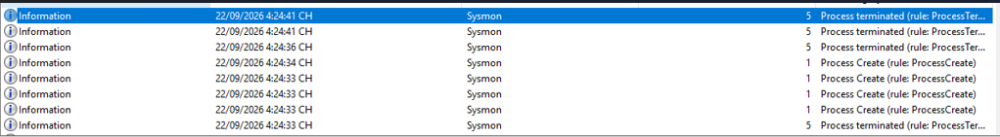 Information 22/09/2026 4:24:41 CH Sysmon 5 Process terminated (rule: ProcessTer...
Information 22/09/2026 4:24:41 CH Sysmon 5 Process terminated (rule: ProcessTer...
Information 22/09/2026 4:24:36 CH Sysmon 5 Process terminated (rule: ProcessTer...
Information 22/09/2026 4:24:34 CH Sysmon 1 Process Create (rule: ProcessCreate)
Information 22/09/2026 4:24:33 CH Sysmon 1 Process Create (rule: ProcessCreate)
Information 22/09/2026 4:24:33 CH Sysmon 1 Process Create (rule: ProcessCreate)
Information 22/09/2026 4:24:33 CH Sysmon 1 Process Create (rule: ProcessCreate)
Information 22/09/2026 4:24:33 CH Sysmon 5 Process terminated (rule: ProcessTer...